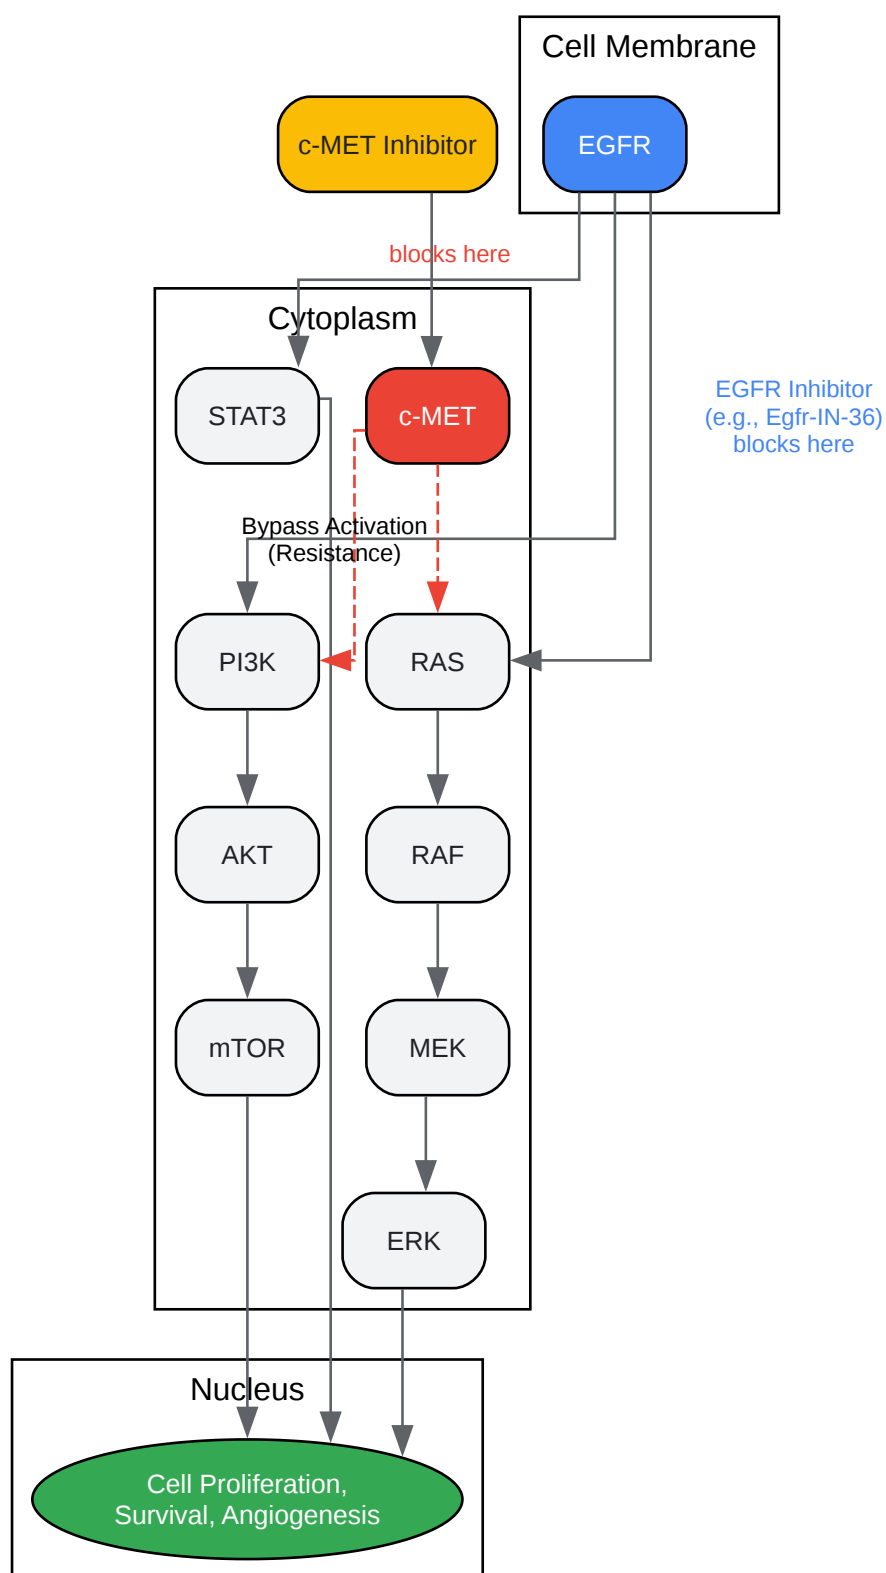 Cell Membrane
c-MET Inhibitor
EGFR
blocks here
Cytoplasm
STAT3
c-MET
EGFR Inhibitor
(e.g., Egfr-IN-36)
blocks here
Bypass Activation
(Resistance)
PI3K
RAS
AKT
RAF
mTOR
MEK
ERK
Nucleus
Cell Proliferation,
Survival, Angiogenesis